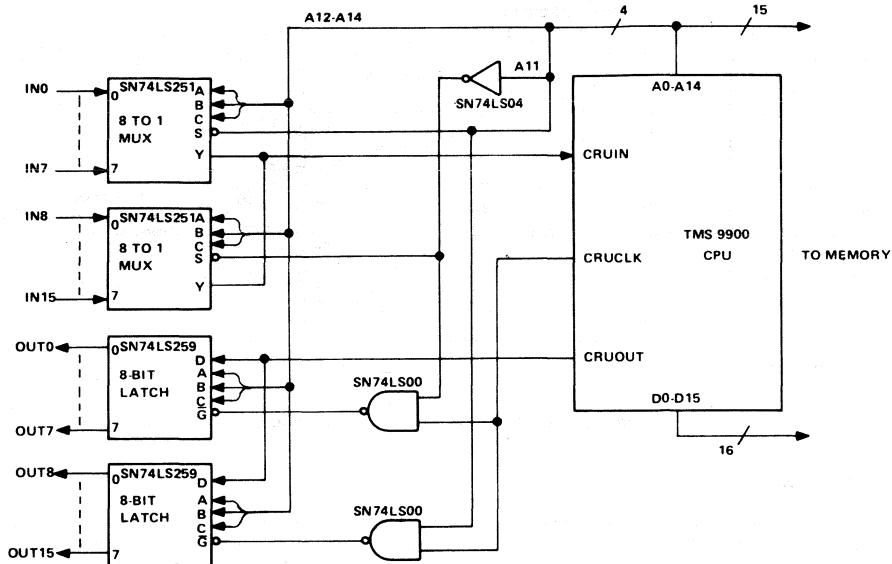 A12-A14
4
15
A11
SN74LS04
IN0
IN7
0
7
SN74LS251
8 TO 1
MUX
A
B
C
S
Y
IN8
IN15
0
7
SN74LS251
8 TO 1
MUX
A
B
C
S
Y
OUT0
OUT7
0
7
SN74LS259
8-BIT
LATCH
D
A
B
C
G̅
SN74LS00
OUT8
OUT15
0
7
SN74LS259
8-BIT
LATCH
D
A
B
C
G̅
SN74LS00
A0-A14
CRUIN
TMS 9900
CPU
CRUCLK
CRUOUT
D0-D15
TO MEMORY
16